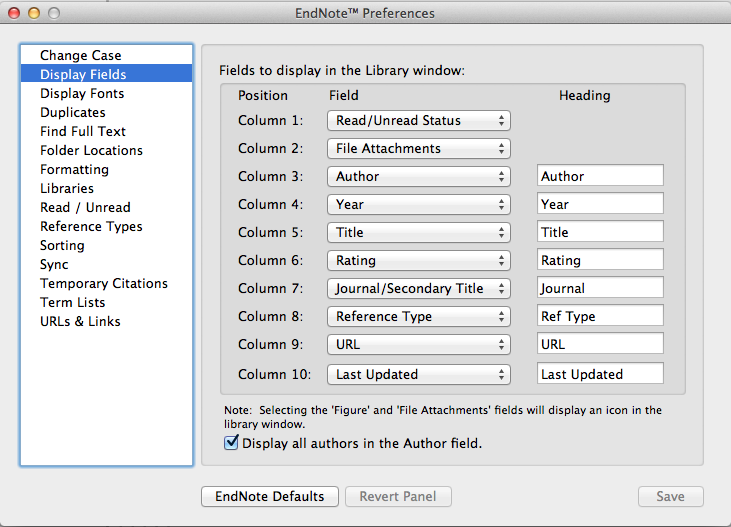 EndNote™ Preferences
Change Case
Display Fields
Display Fonts
Duplicates
Find Full Text
Folder Locations
Formatting
Libraries
Read / Unread
Reference Types
Sorting
Sync
Temporary Citations
Term Lists
URLs & Links
Fields to display in the Library window:
Position Field Heading
Column 1: Read/Unread Status
Column 2: File Attachments
Column 3: Author Author
Column 4: Year Year
Column 5: Title Title
Column 6: Rating Rating
Column 7: Journal/Secondary Title Journal
Column 8: Reference Type Ref Type
Column 9: URL URL
Column 10: Last Updated Last Updated
Note: Selecting the 'Figure' and 'File Attachments' fields will display an icon in the
library window.
Display all authors in the Author field.
EndNote Defaults Revert Panel Save